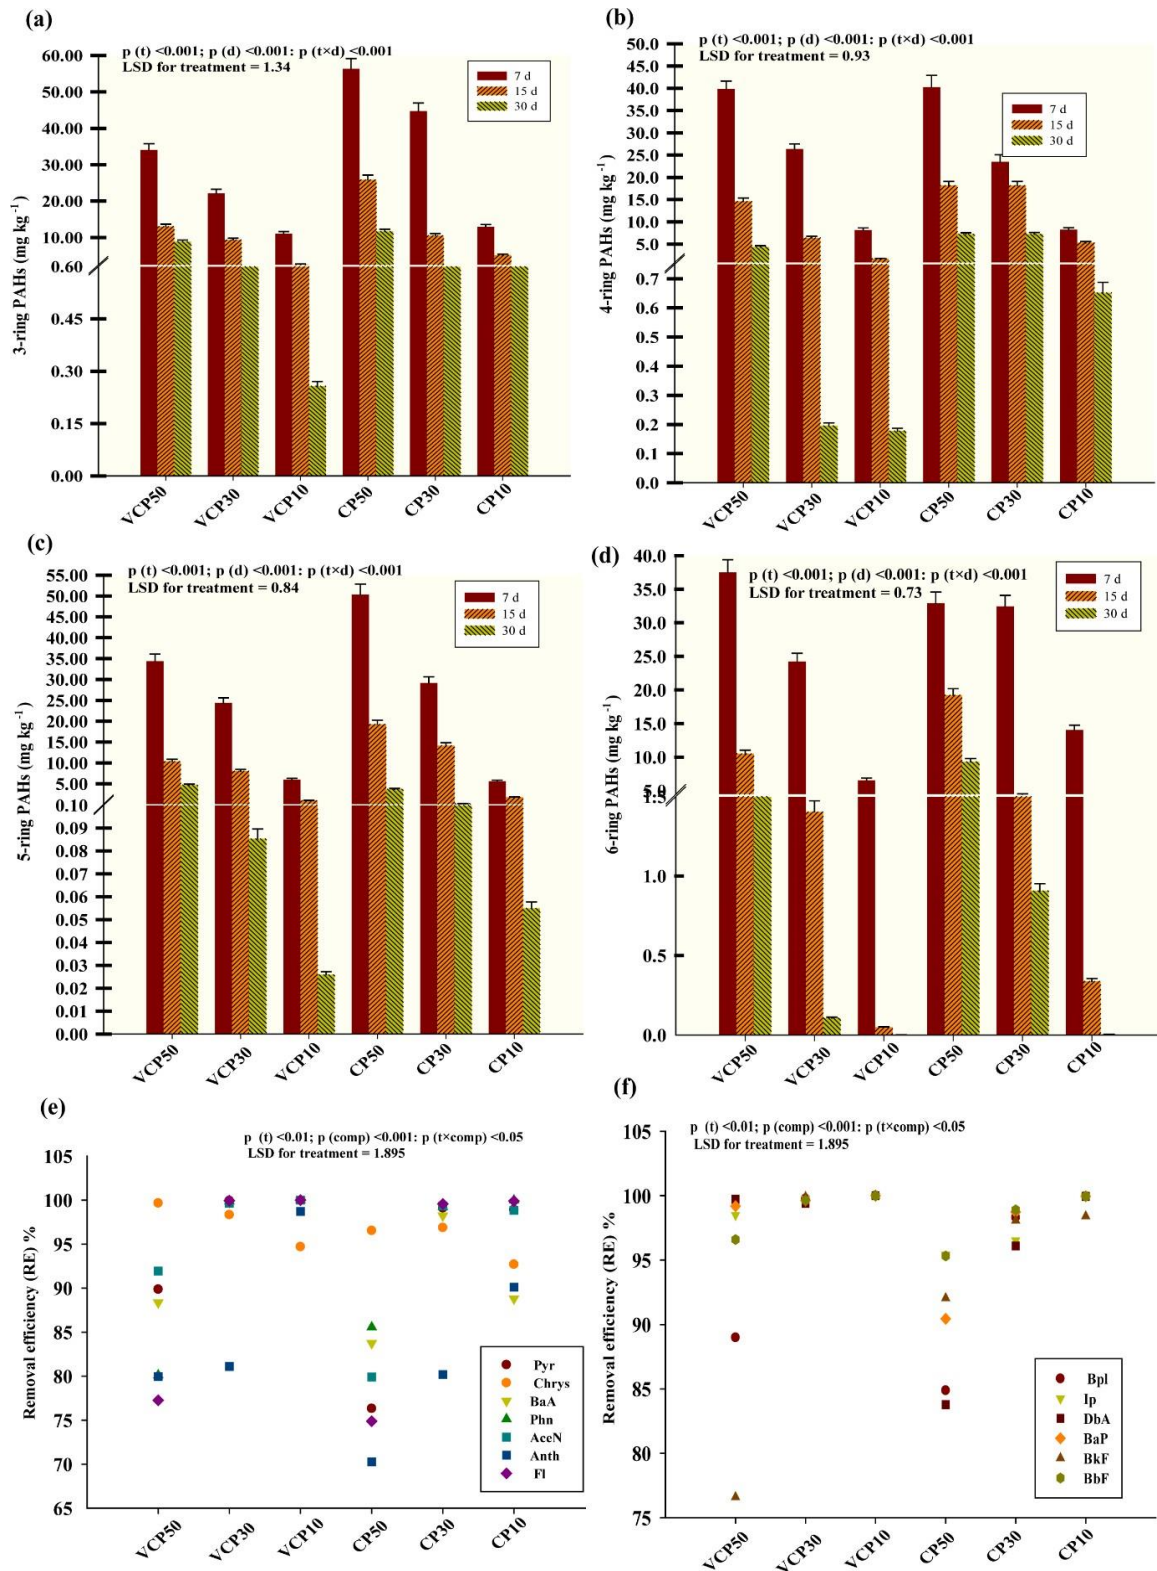 (a)
p (t) <0.001; p (d) <0.001: p (t×d) <0.001
LSD for treatment = 1.34
60.00
50.00
40.00
30.00
20.00
10.00
0.60
0.45
0.30
0.15
0.00
3-ring PAHs (mg kg⁻¹)
7 d
15 d
30 d
VCP50
VCP30
VCP10
CP50
CP30
CP10
(b)
p (t) <0.001; p (d) <0.001: p (t×d) <0.001
LSD for treatment = 0.93
45.0
40.0
35.0
30.0
25.0
20.0
15.0
10.0
5.0
0.7
0.6
0.5
0.4
0.3
0.2
0.1
0.0
4-ring PAHs (mg kg⁻¹)
7 d
15 d
30 d
VCP50
VCP30
VCP10
CP50
CP30
CP10
(c)
p (t) <0.001; p (d) <0.001: p (t×d) <0.001
LSD for treatment = 0.84
55.00
50.00
45.00
40.00
35.00
30.00
25.00
20.00
15.00
10.00
5.00
0.10
0.09
0.08
0.07
0.06
0.05
0.04
0.03
0.02
0.01
0.00
5-ring PAHs (mg kg⁻¹)
7 d
15 d
30 d
VCP50
VCP30
VCP10
CP50
CP30
CP10
(d)
p (t) <0.001; p (d) <0.001: p (t×d) <0.001
LSD for treatment = 0.73
40.0
35.0
30.0
25.0
20.0
15.0
10.0
5.0
1.5
1.0
0.5
0.0
6-ring PAHs (mg kg⁻¹)
7 d
15 d
30 d
VCP50
VCP30
VCP10
CP50
CP30
CP10
(e)
p (t) <0.01; p (comp) <0.001: p (t×comp) <0.05
LSD for treatment = 1.895
105
100
95
90
85
80
75
70
65
Removal efficiency (RE) %
Pyr
Chrys
BaA
Phn
AceN
Anth
Fl
VCP50
VCP30
VCP10
CP50
CP30
CP10
(f)
p (t) <0.01; p (comp) <0.001: p (t×comp) <0.05
LSD for treatment = 1.895
105
100
95
90
85
80
75
Removal efficiency (RE) %
Bpl
Ip
DbA
BaP
BkF
BbF
VCP50
VCP30
VCP10
CP50
CP30
CP10